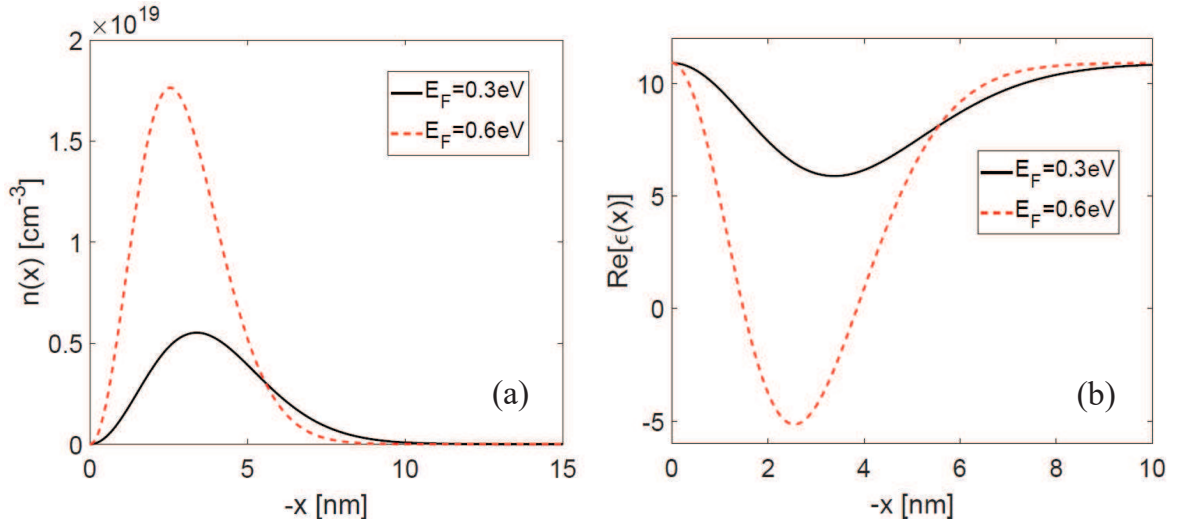 ×10¹⁹
2
1.5
1
0.5
0
n(x) [cm⁻³]
E_F=0.3eV
E_F=0.6eV
(a)
0 5 10 15
-x [nm]
10
5
0
-5
Re[ϵ(x)]
E_F=0.3eV
E_F=0.6eV
(b)
0 2 4 6 8 10
-x [nm]